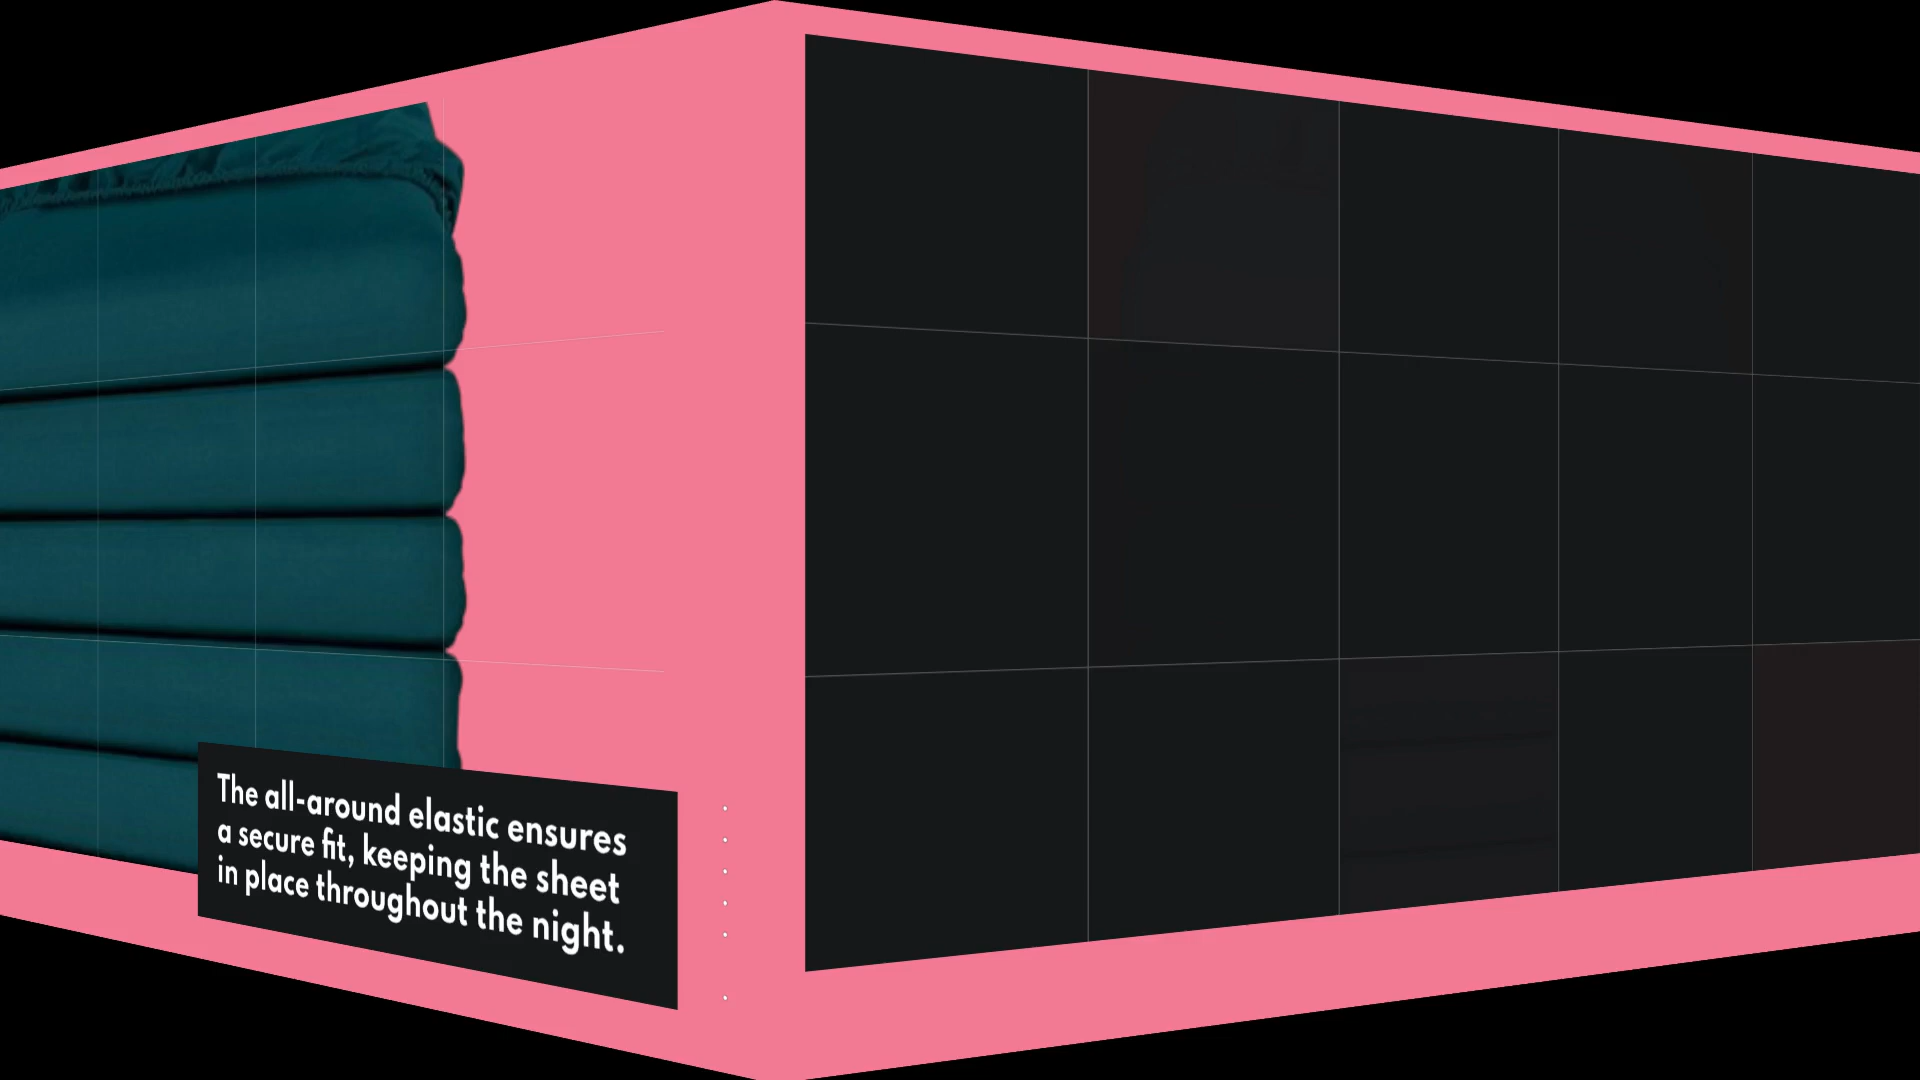 The all-around elastic ensures
a secure fit, keeping the sheet
in place throughout the night.